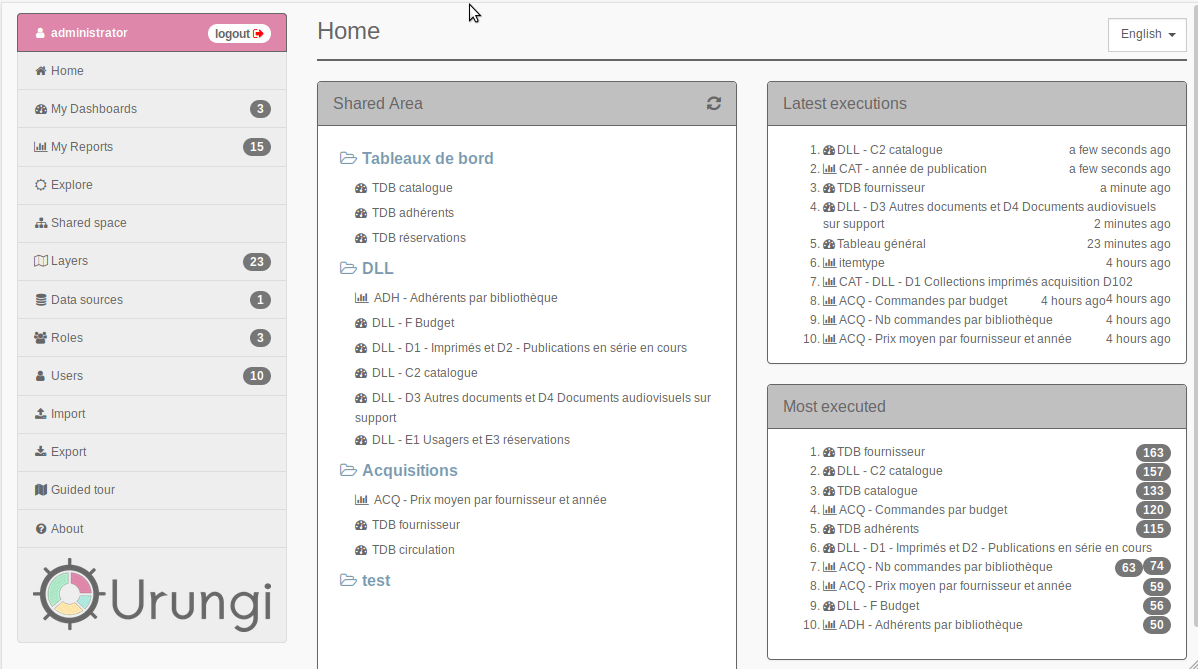 administrator logout
Home
My Dashboards 3
My Reports 15
Explore
Shared space
Layers 23
Data sources 1
Roles 3
Users 10
Import
Export
Guided tour
About
Urungi
Home
English
Shared Area
Tableaux de bord
TDB catalogue
TDB adhérents
TDB réservations
DLL
ADH - Adhérents par bibliothèque
DLL - F Budget
DLL - D1 - Imprimés et D2 - Publications en série en cours
DLL - C2 catalogue
DLL - D3 Autres documents et D4 Documents audiovisuels sur
support
DLL - E1 Usagers et E3 réservations
Acquisitions
ACQ - Prix moyen par fournisseur et année
TDB fournisseur
TDB circulation
test
Latest executions
1. DLL - C2 catalogue a few seconds ago
2. CAT - année de publication a few seconds ago
3. TDB fournisseur a minute ago
4. DLL - D3 Autres documents et D4 Documents audiovisuels
sur support 2 minutes ago
5. Tableau général 23 minutes ago
6. itemtype 4 hours ago
7. CAT - DLL - D1 Collections imprimés acquisition D102
4 hours ago
8. ACQ - Commandes par budget 4 hours ago
9. ACQ - Nb commandes par bibliothèque 4 hours ago
10. ACQ - Prix moyen par fournisseur et année 4 hours ago
Most executed
1. TDB fournisseur 163
2. DLL - C2 catalogue 157
3. TDB catalogue 133
4. ACQ - Commandes par budget 120
5. TDB adhérents 115
6. DLL - D1 - Imprimés et D2 - Publications en série en cours
74
7. ACQ - Nb commandes par bibliothèque 63
8. ACQ - Prix moyen par fournisseur et année 59
9. DLL - F Budget 56
10. ADH - Adhérents par bibliothèque 50